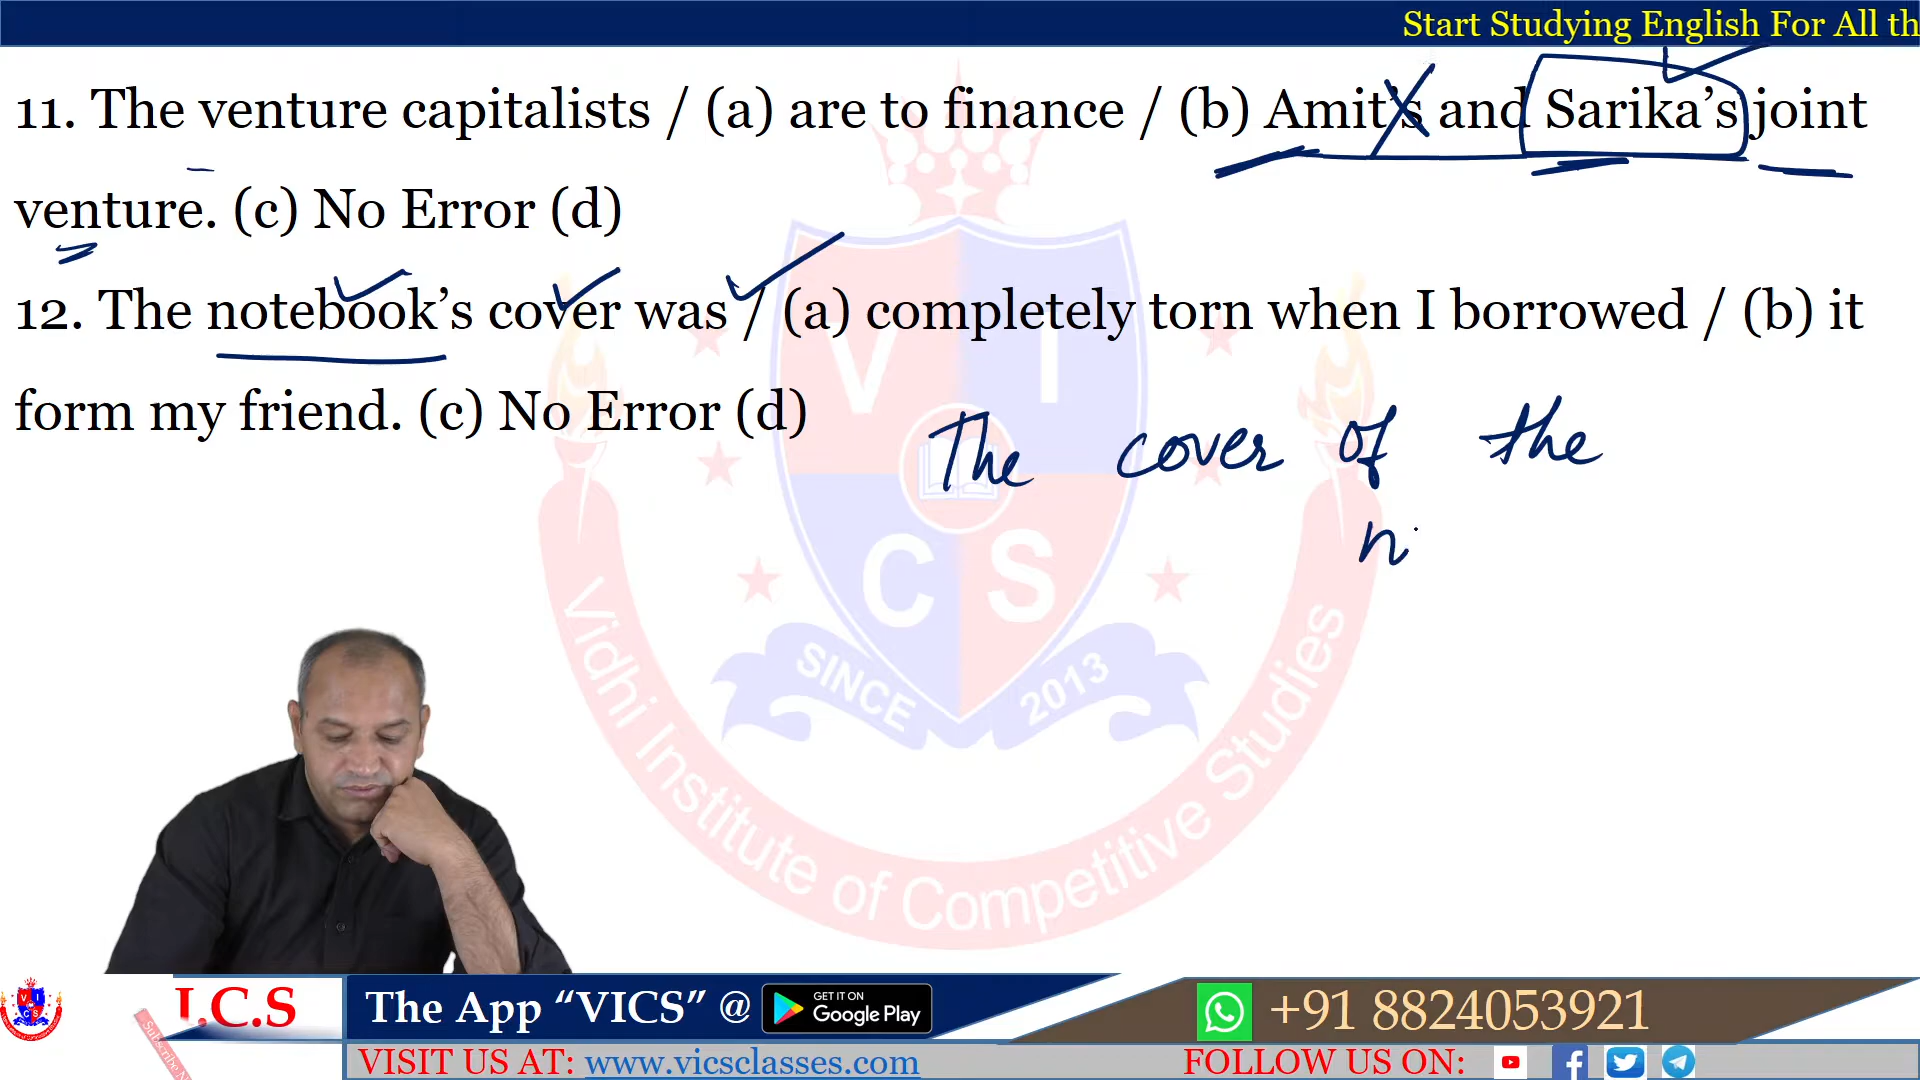 Start Studying English For All th
11. The venture capitalists / (a) are to finance / (b) Amit's and Sarika's joint
venture. (c) No Error (d)
12. The notebook’s cover was / (a) completely torn when I borrowed / (b) it
form my friend. (c) No Error (d)
The cover of the
n
V I
C S
SINCE 2013
Vidhi Institute of Competitive Studies
I.C.S
The App “VICS” @
GET IT ON
Google Play
+91 8824053921
VISIT US AT: www.vicsclasses.com
FOLLOW US ON: